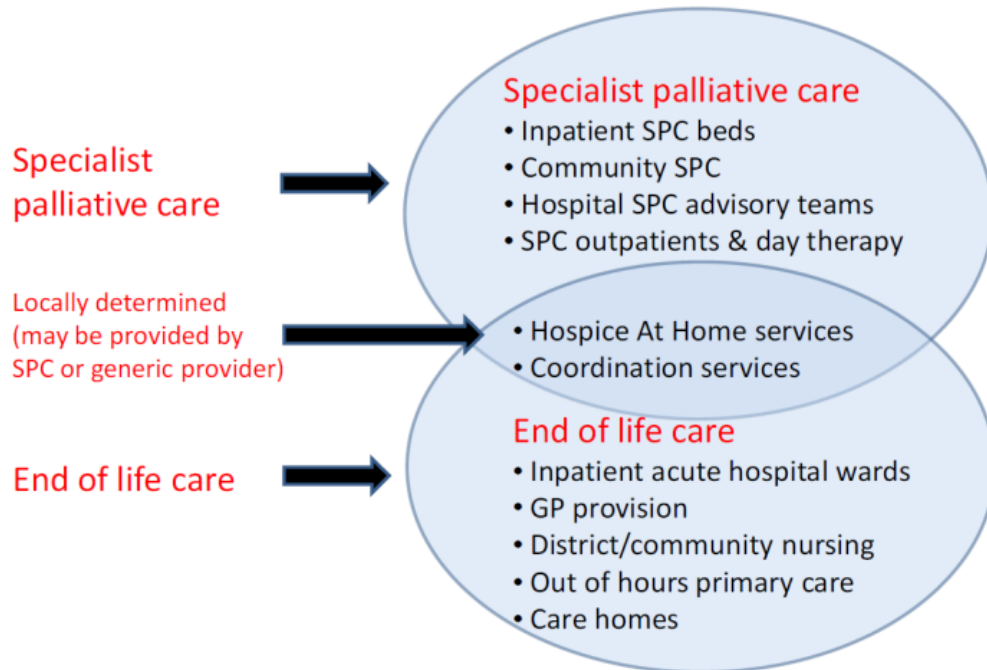 Specialist palliative care
• Inpatient SPC beds
• Community SPC
• Hospital SPC advisory teams
• SPC outpatients & day therapy
Specialist
palliative care
Locally determined
(may be provided by
SPC or generic provider)
• Hospice At Home services
• Coordination services
End of life care
End of life care
• Inpatient acute hospital wards
• GP provision
• District/community nursing
• Out of hours primary care
• Care homes